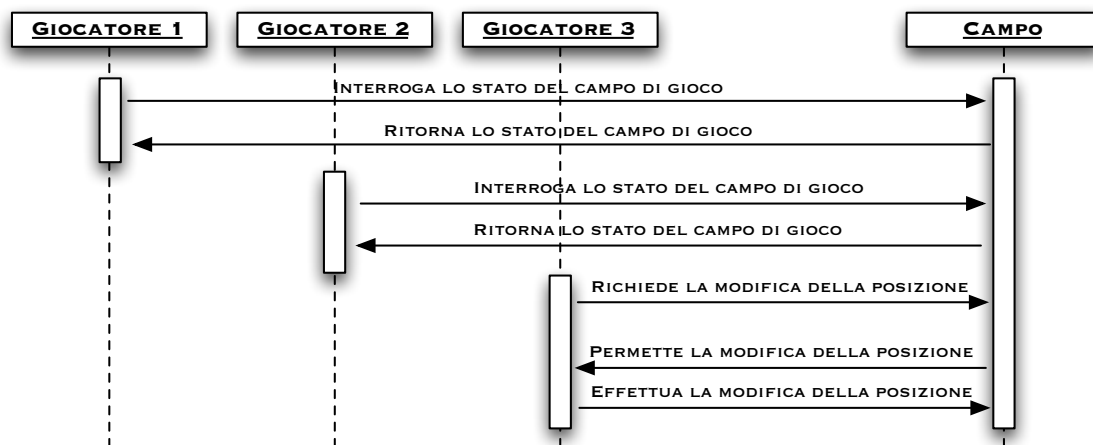 Giocatore 1
Giocatore 2
Giocatore 3
Campo
Interroga lo stato del campo di gioco
Ritorna lo stato del campo di gioco
Interroga lo stato del campo di gioco
Ritorna lo stato del campo di gioco
Richiede la modifica della posizione
Permette la modifica della posizione
Effettua la modifica della posizione